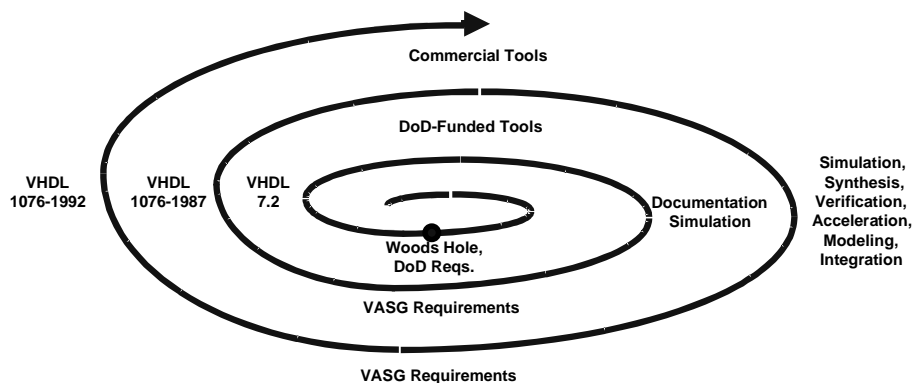 Commercial Tools
DoD-Funded Tools
VHDL
1076-1992
VHDL
1076-1987
VHDL
7.2
Documentation
Simulation
Simulation,
Synthesis,
Verification,
Acceleration,
Modeling,
Integration
Woods Hole,
DoD Reqs.
VASG Requirements
VASG Requirements